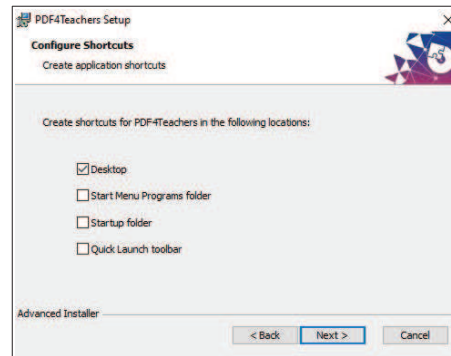 PDF4Teachers Setup
Configure Shortcuts
Create application shortcuts
Create shortcuts for PDF4Teachers in the following locations:
Desktop
Start Menu Programs folder
Startup folder
Quick Launch toolbar
Advanced Installer
< Back Next > Cancel